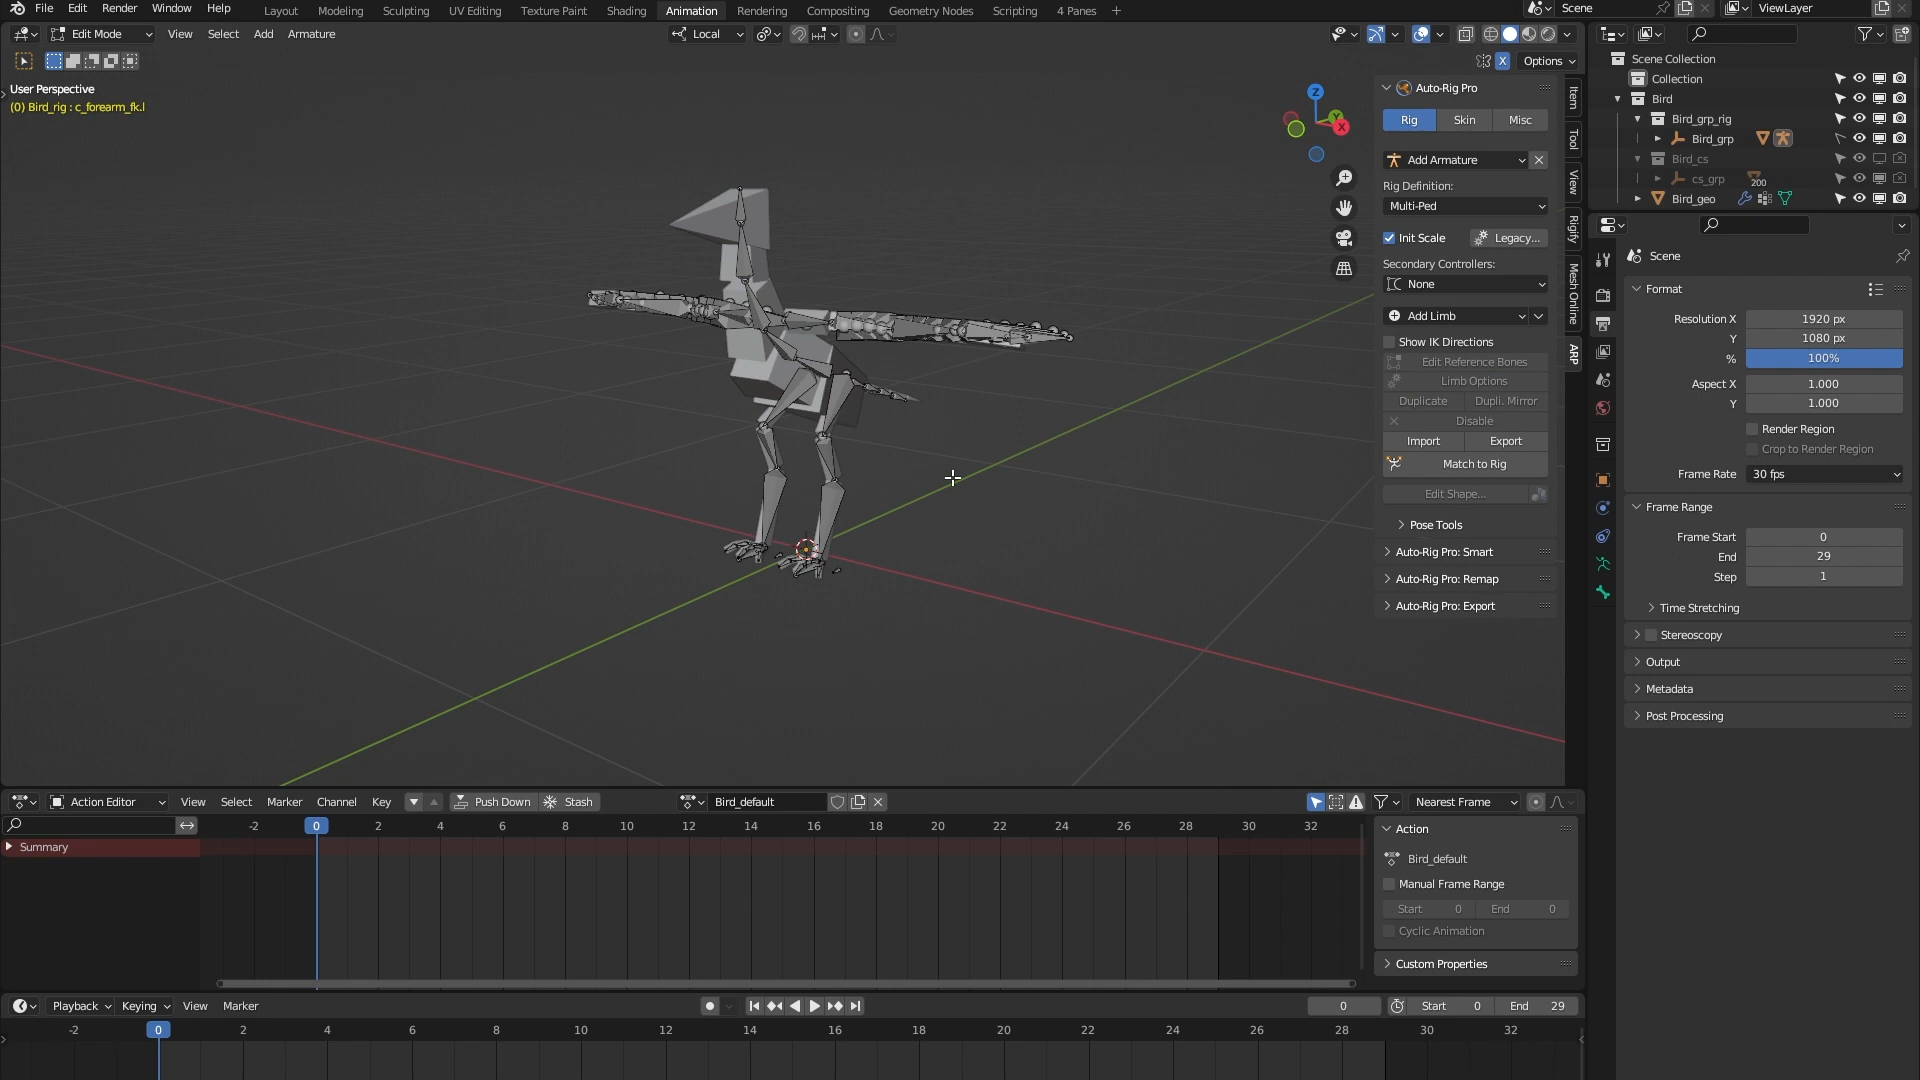 File Edit Render Window Help Layout Modeling Sculpting UV Editing Texture Paint Shading Animation Rendering Compositing Geometry Nodes Scripting 4 Panes + Scene ViewLayer
Edit Mode View Select Add Armature Local
X Options
User Perspective
(0) Bird_rig : c_forearm_fk.l
Z
Y
X
Auto-Rig Pro
Rig Skin Misc
Add Armature
Rig Definition:
Multi-Ped
Init Scale Legacy...
Secondary Controllers:
None
Add Limb
Show IK Directions
Edit Reference Bones
Limb Options
Duplicate Dupli. Mirror
Disable
Import Export
Match to Rig
Edit Shape...
Pose Tools
Auto-Rig Pro: Smart
Auto-Rig Pro: Remap
Auto-Rig Pro: Export
Item
Tool
View
Rigify
Mesh Online
ARP
Scene Collection
Collection
Bird
Bird_grp_rig
Bird_grp
Bird_cs
cs_grp 200
Bird_geo
Scene
Format
Resolution X 1920 px
Y 1080 px
% 100%
Aspect X 1.000
Y 1.000
Render Region
Crop to Render Region
Frame Rate 30 fps
Frame Range
Frame Start 0
End 29
Step 1
Time Stretching
Stereoscopy
Output
Metadata
Post Processing
Action Editor View Select Marker Channel Key Push Down Stash Bird_default Nearest Frame
-2 0 2 4 6 8 10 12 14 16 18 20 22 24 26 28 30 32
Summary
Action
Bird_default
Manual Frame Range
Start 0 End 0
Cyclic Animation
Custom Properties
Playback Keying View Marker 0 Start 0 End 29
-2 0 2 4 6 8 10 12 14 16 18 20 22 24 26 28 30 32